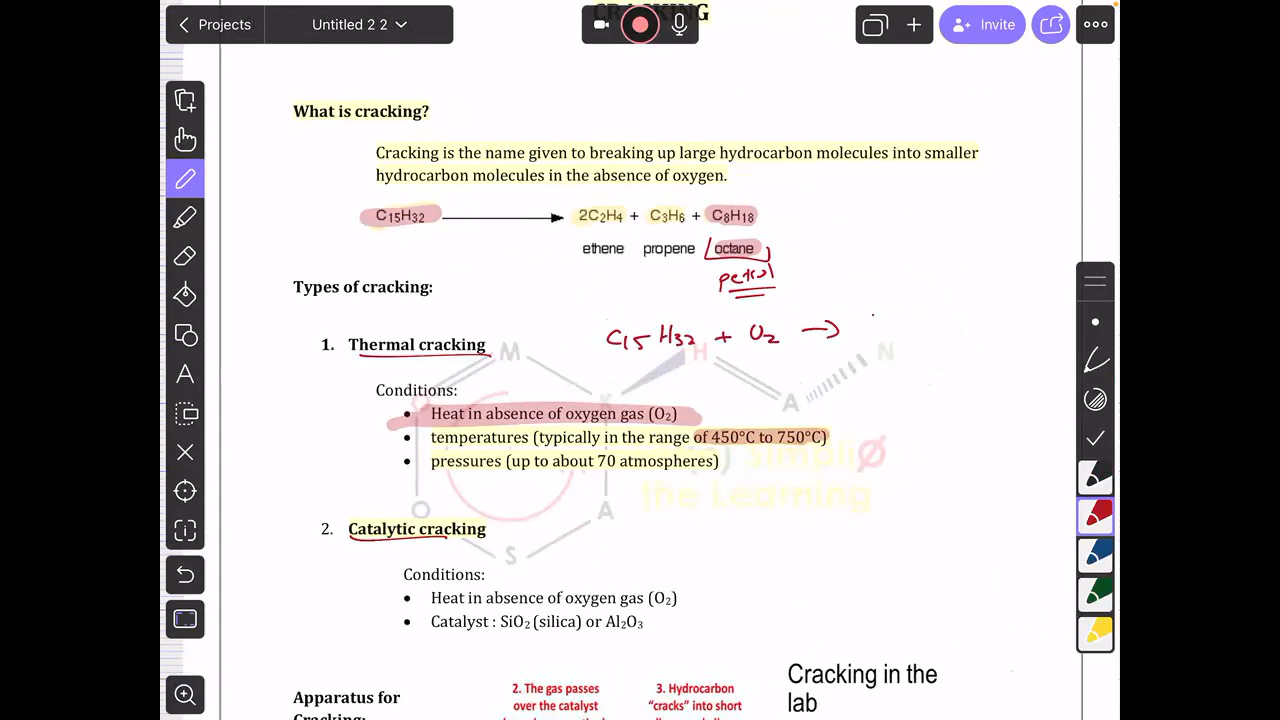 CRACKING
Projects
Untitled 2 2
Invite
What is cracking?
Cracking is the name given to breaking up large hydrocarbon molecules into smaller
hydrocarbon molecules in the absence of oxygen.
C15H32 2C2H4 + C3H6 + C8H18
ethene propene octane
petrol
Types of cracking:
C15 H32 + O2 →
1. Thermal cracking
M H N
Conditions:
K A
• Heat in absence of oxygen gas (O₂)
• temperatures (typically in the range of 450°C to 750°C)
• pressures (up to about 70 atmospheres)
SimpliØ
the Learning
O A
2. Catalytic cracking
S
Conditions:
• Heat in absence of oxygen gas (O₂)
• Catalyst : SiO₂ (silica) or Al₂O₃
Cracking in the
lab
Apparatus for
Cracking:
2. The gas passes
over the catalyst
3. Hydrocarbon
"cracks" into short